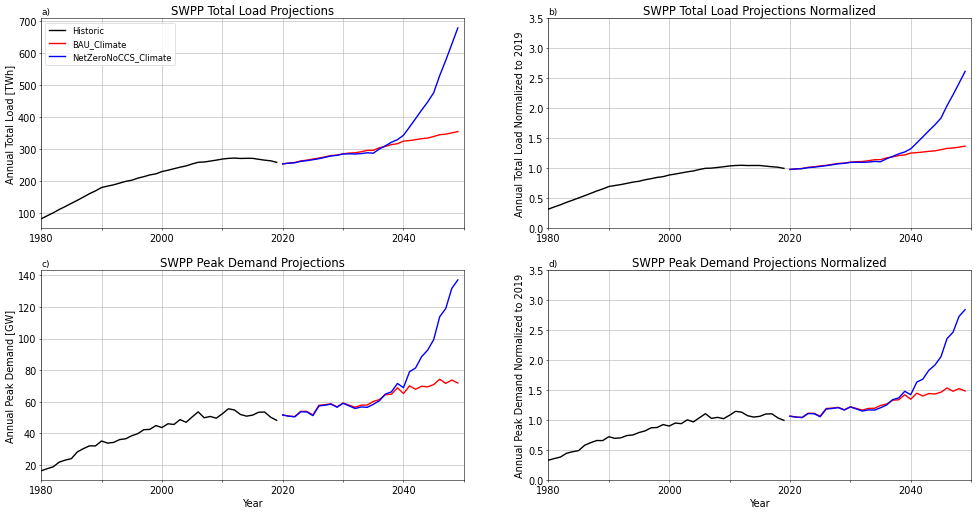 a)
SWPP Total Load Projections
Historic
BAU_Climate
NetZeroNoCCS_Climate
Annual Total Load [TWh]
700
600
500
400
300
200
100
1980
2000
2020
2040
b)
SWPP Total Load Projections Normalized
Annual Total Load Normalized to 2019
3.5
3.0
2.5
2.0
1.5
1.0
0.5
0.0
1980
2000
2020
2040
c)
SWPP Peak Demand Projections
Annual Peak Demand [GW]
140
120
100
80
60
40
20
1980
2000
2020
2040
Year
d)
SWPP Peak Demand Projections Normalized
Annual Peak Demand Normalized to 2019
3.5
3.0
2.5
2.0
1.5
1.0
0.5
0.0
1980
2000
2020
2040
Year